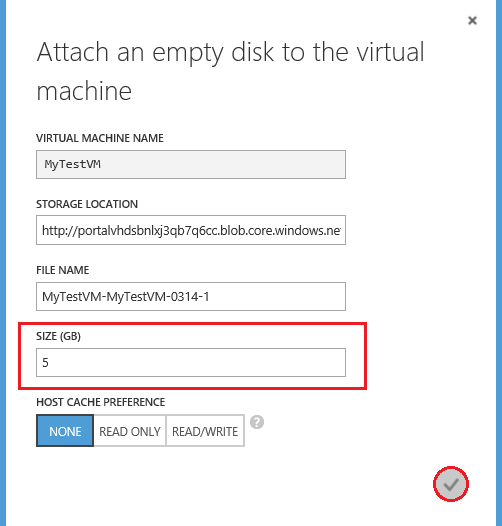 Attach an empty disk to the virtual
machine
VIRTUAL MACHINE NAME
MyTestVM
STORAGE LOCATION
http://portalvhdsbnlxj3qb7q6cc.blob.core.windows.ne
FILE NAME
MyTestVM-MyTestVM-0314-1
SIZE (GB)
5
HOST CACHE PREFERENCE
NONE READ ONLY READ/WRITE ?